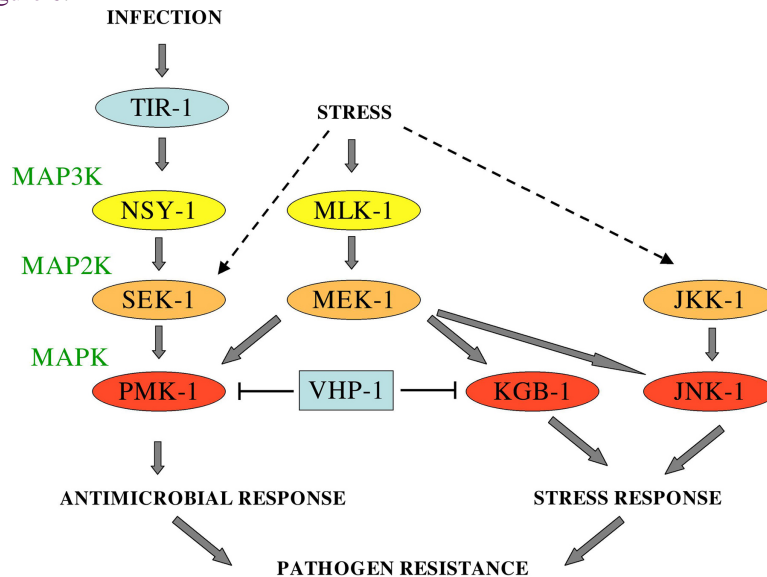 INFECTION
TIR-1
STRESS
MAP3K
NSY-1
MLK-1
MAP2K
SEK-1
MEK-1
JKK-1
MAPK
PMK-1
VHP-1
KGB-1
JNK-1
ANTIMICROBIAL RESPONSE
STRESS RESPONSE
PATHOGEN RESISTANCE